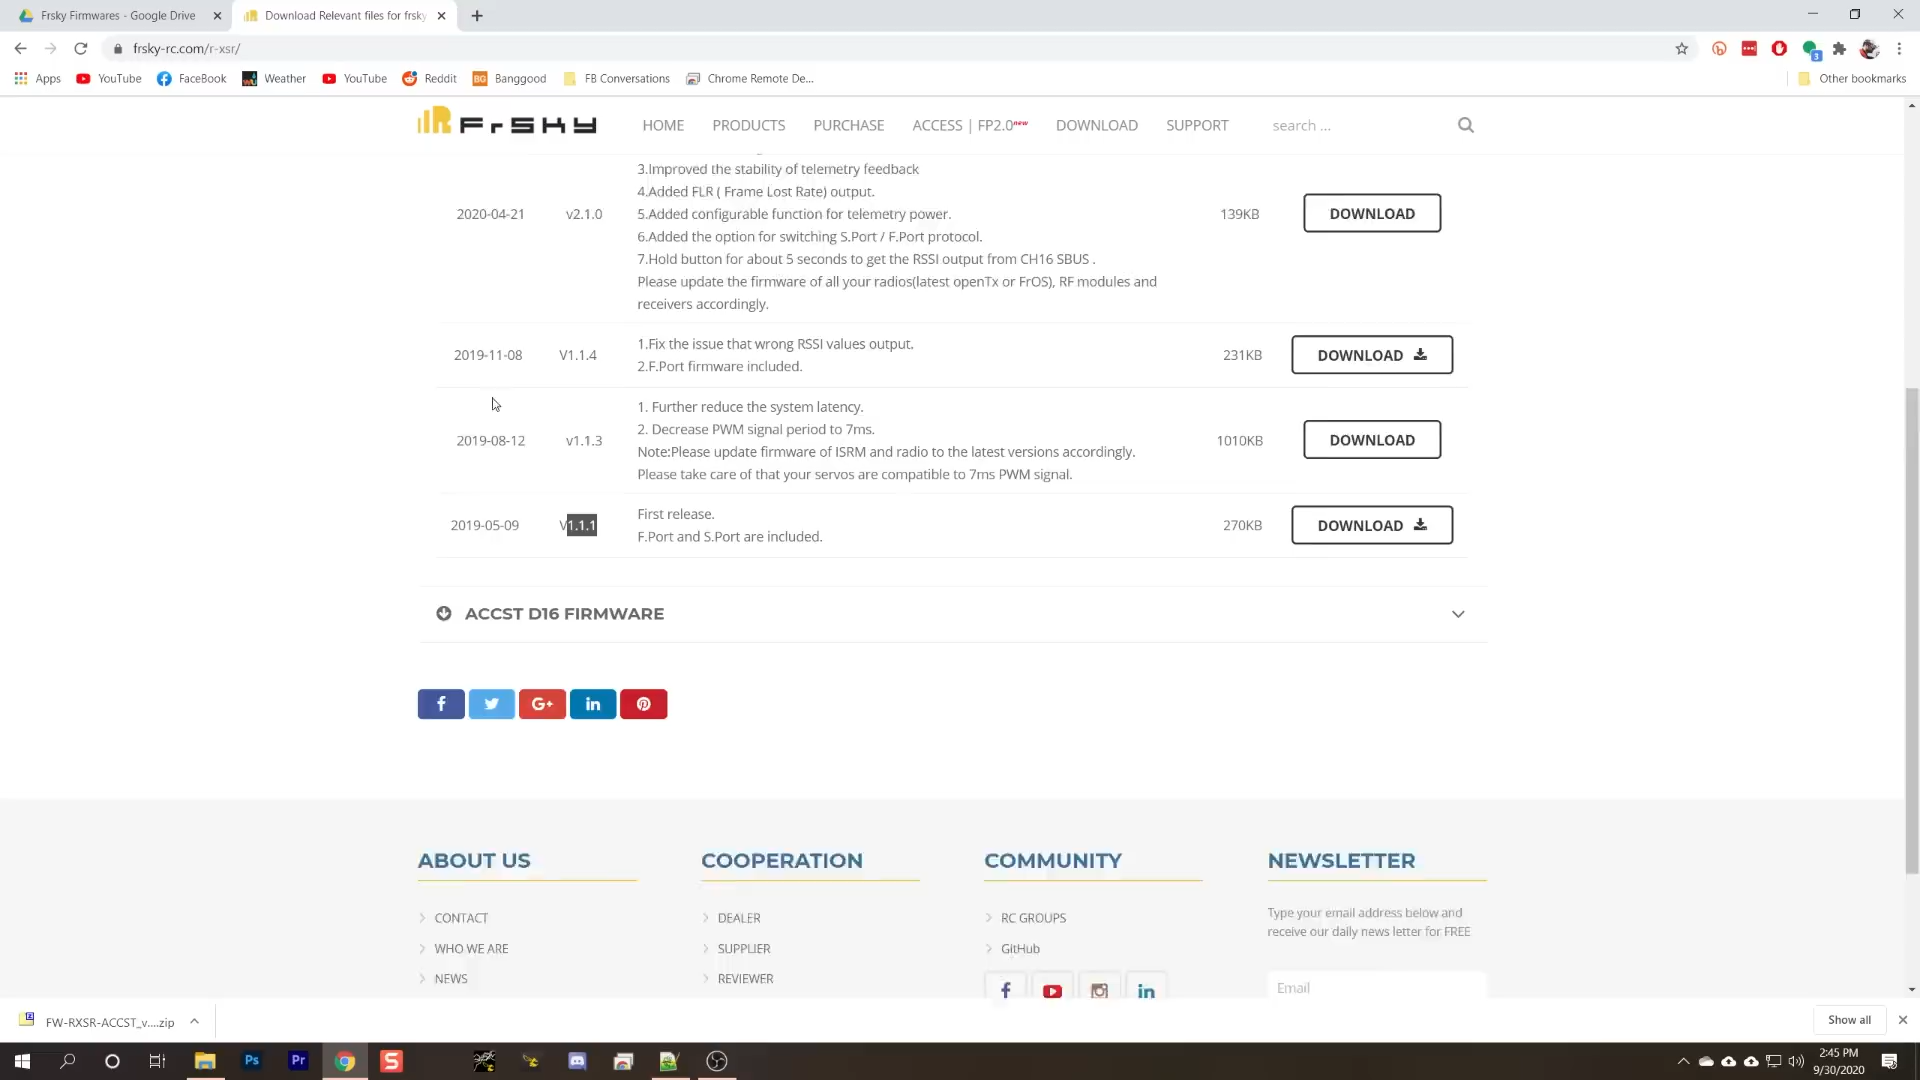 Frsky Firmwares - Google Drive
Download Relevant files for frsky
frsky-rc.com/r-xsr/
3
Apps YouTube FaceBook Weather YouTube Reddit BG Banggood FB Conversations Chrome Remote De...
Other bookmarks
FrSky HOME PRODUCTS PURCHASE ACCESS | FP2.0new DOWNLOAD SUPPORT search ...
3.Improved the stability of telemetry feedback
4.Added FLR ( Frame Lost Rate) output.
2020-04-21 v2.1.0 5.Added configurable function for telemetry power. 139KB DOWNLOAD
6.Added the option for switching S.Port / F.Port protocol.
7.Hold button for about 5 seconds to get the RSSI output from CH16 SBUS .
Please update the firmware of all your radios(latest openTx or FrOS), RF modules and
receivers accordingly.
1.Fix the issue that wrong RSSI values output.
2019-11-08 V1.1.4 231KB DOWNLOAD
2.F.Port firmware included.
1. Further reduce the system latency.
2. Decrease PWM signal period to 7ms.
2019-08-12 v1.1.3 1010KB DOWNLOAD
Note:Please update firmware of ISRM and radio to the latest versions accordingly.
Please take care of that your servos are compatible to 7ms PWM signal.
First release.
2019-05-09 V1.1.1 270KB DOWNLOAD
F.Port and S.Port are included.
ACCST D16 FIRMWARE
f G+ in
ABOUT US COOPERATION COMMUNITY NEWSLETTER
CONTACT DEALER RC GROUPS Type your email address below and
receive our daily news letter for FREE
WHO WE ARE SUPPLIER GitHub
NEWS REVIEWER
f in Email
FW-RXSR-ACCST_v....zip Show all
Ps Pr S
2:45 PM
9/30/2020